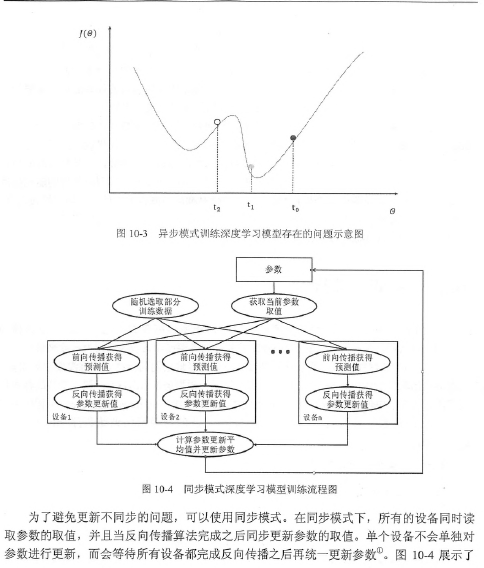 J(θ)
t₂
t₁
t₀
θ
图 10-3 异步模式训练深度学习模型存在的问题示意图
参数
随机选取部分
训练数据
获取当前参数
取值
前向传播获得
预测值
反向传播获得
参数更新值
设备1
前向传播获得
预测值
反向传播获得
参数更新值
设备2
•••
前向传播获得
预测值
反向传播获得
参数更新值
设备n
计算参数更新平
均值并更新参数
图 10-4 同步模式深度学习模型训练流程图
为了避免更新不同步的问题，可以使用同步模式。在同步模式下，所有的设备同时读
取参数的取值，并且当反向传播算法完成之后同步更新参数的取值。单个设备不会单独对
参数进行更新，而会等待所有设备都完成反向传播之后再统一更新参数①。图 10-4 展示了